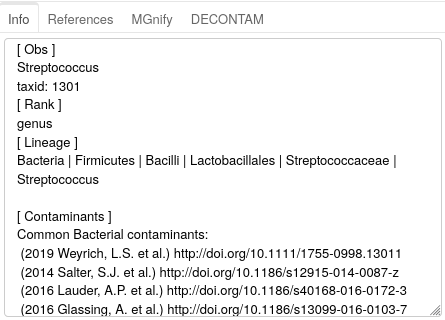 Info References MGnify DECONTAM
[ Obs ]
Streptococcus
taxid: 1301
[ Rank ]
genus
[ Lineage ]
Bacteria | Firmicutes | Bacilli | Lactobacillales | Streptococcaceae |
Streptococcus
[ Contaminants ]
Common Bacterial contaminants:
(2019 Weyrich, L.S. et al.) http://doi.org/10.1111/1755-0998.13011
(2014 Salter, S.J. et al.) http://doi.org/10.1186/s12915-014-0087-z
(2016 Lauder, A.P. et al.) http://doi.org/10.1186/s40168-016-0172-3
(2016 Glassing, A. et al.) http://doi.org/10.1186/s13099-016-0103-7